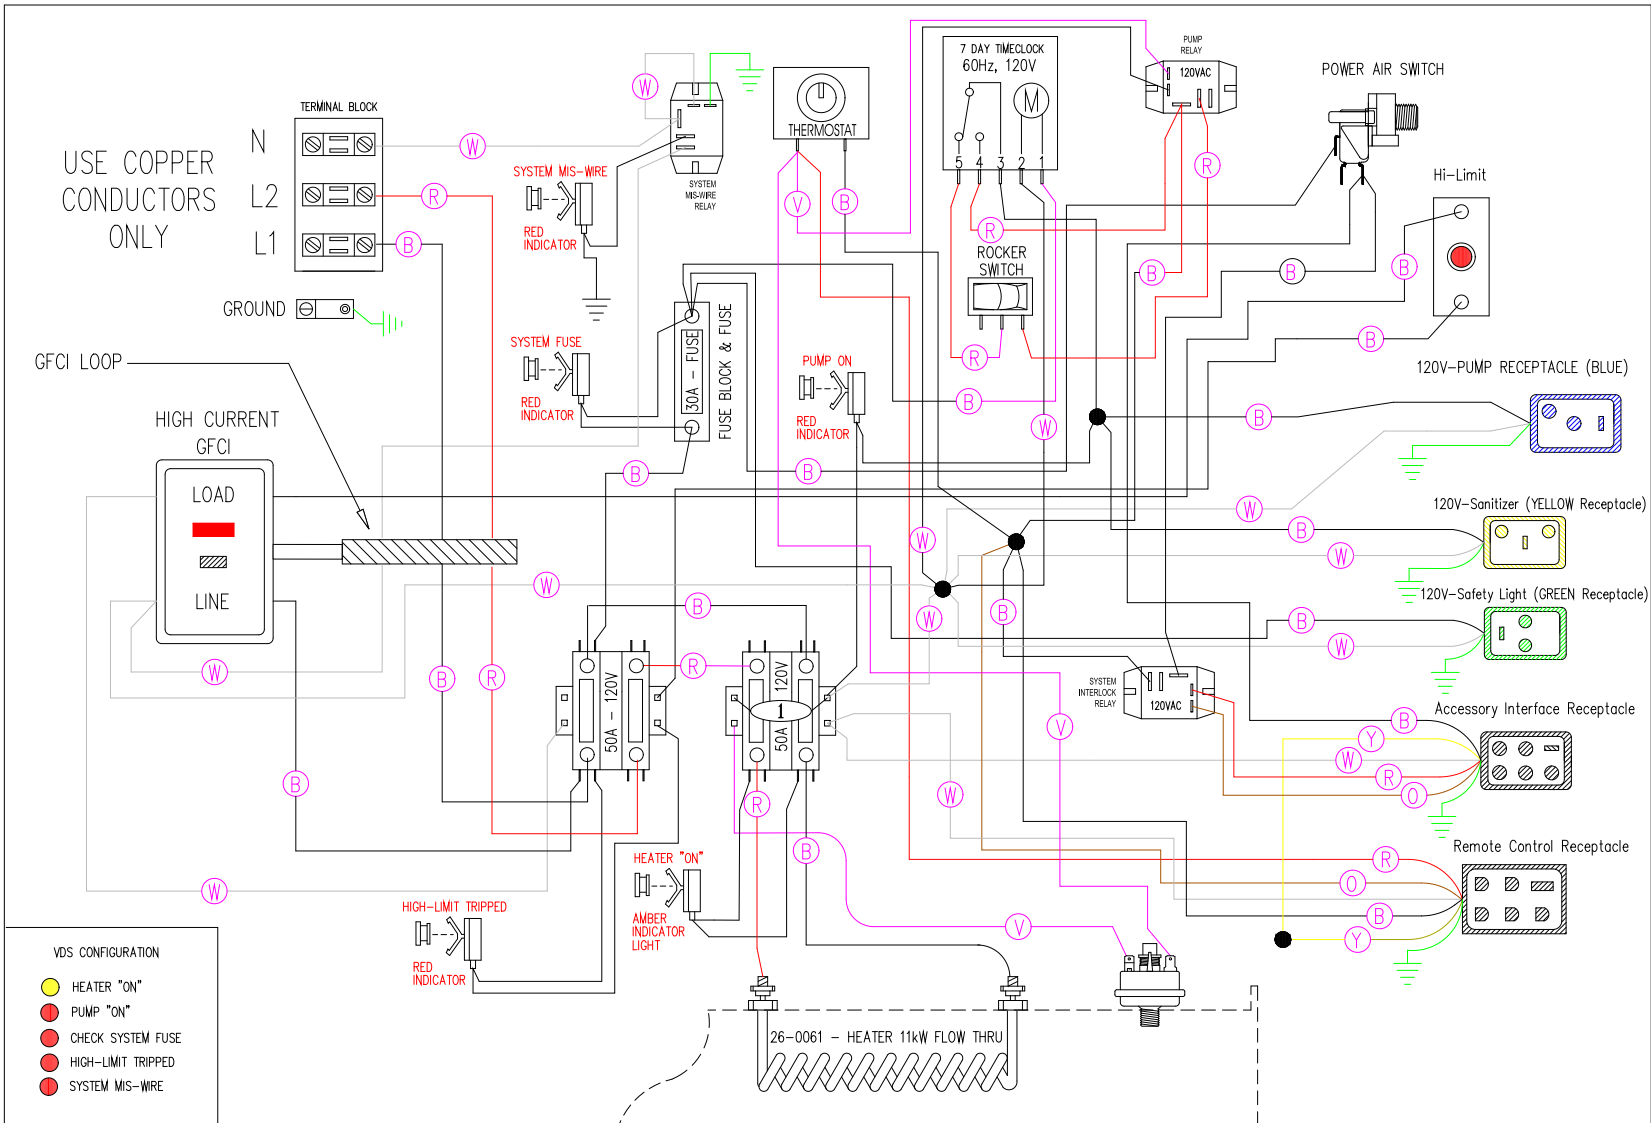 USE COPPER
CONDUCTORS
ONLY
TERMINAL BLOCK
N
L2
L1
GROUND
GFCI LOOP
HIGH CURRENT
GFCI
LOAD
LINE
W
R
B
W
SYSTEM
MIS-WIRE
RELAY
SYSTEM MIS-WIRE
RED
INDICATOR
SYSTEM FUSE
RED
INDICATOR
30A - FUSE
FUSE BLOCK & FUSE
THERMOSTAT
V
B
7 DAY TIMECLOCK
60Hz, 120V
M
5 4 3 2 1
R
ROCKER
SWITCH
R
B
W
PUMP
RELAY
120VAC
R
B
POWER AIR SWITCH
B
Hi-Limit
B
B
PUMP ON
RED
INDICATOR
B
B
120V-PUMP RECEPTACLE (BLUE)
B
W
120V-Sanitizer (YELLOW Receptacle)
B
W
120V-Safety Light (GREEN Receptacle)
B
W
W
W
W
B
B
R
W
B
R
B
W
50A - 120V
50A - 120V
1
SYSTEM
INTERLOCK
RELAY
120VAC
V
Accessory Interface Receptacle
B
Y
W
R
O
Remote Control Receptacle
R
O
B
Y
W
R
B
HEATER "ON"
AMBER
INDICATOR
LIGHT
HIGH-LIMIT TRIPPED
RED
INDICATOR
V
26-0061 - HEATER 11kW FLOW THRU
VDS CONFIGURATION
HEATER "ON"
PUMP "ON"
CHECK SYSTEM FUSE
HIGH-LIMIT TRIPPED
SYSTEM MIS-WIRE